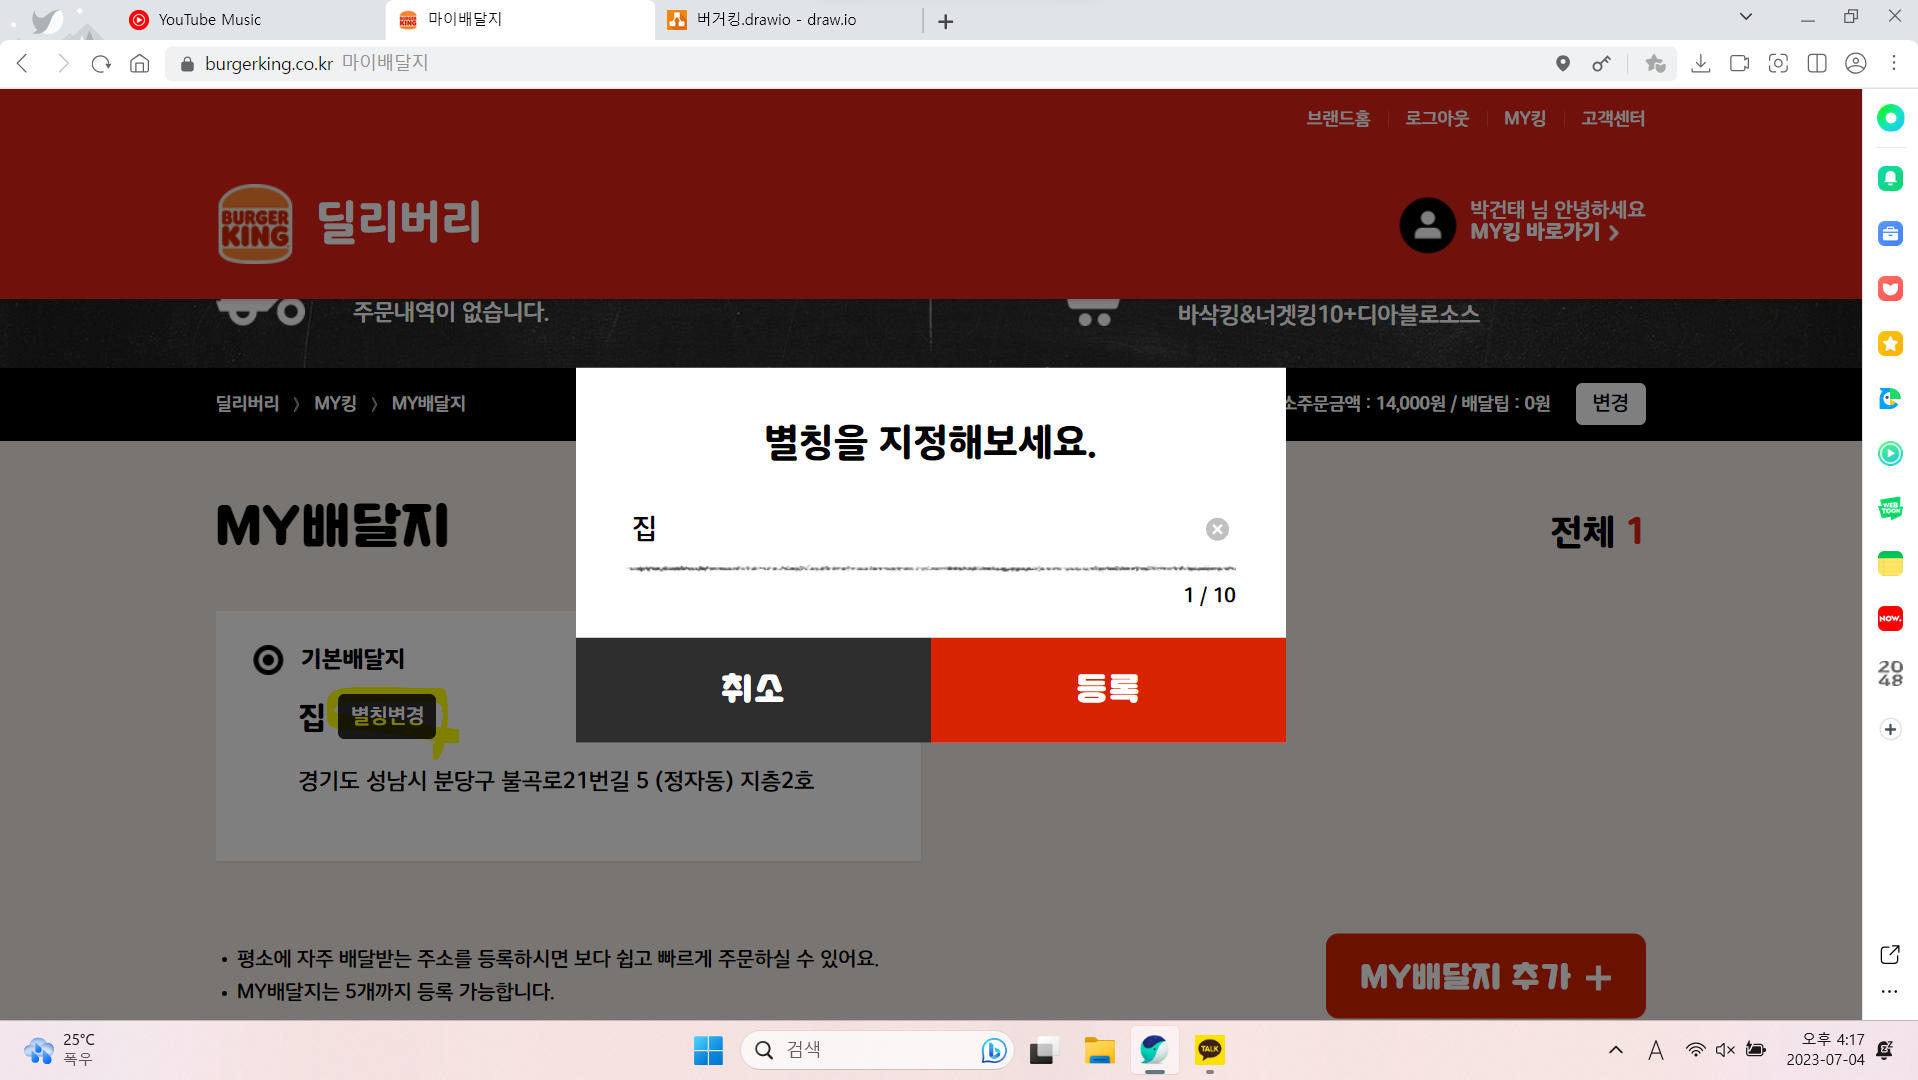 YouTube Music
마이배달지
버거킹.drawio - draw.io
burgerking.co.kr 마이배달지
브랜드홈 로그아웃 MY킹 고객센터
BURGER KING
딜리버리
박건태 님 안녕하세요
MY킹 바로가기
주문내역이 없습니다.
바삭킹&너겟킹10+디아블로소스
딜리버리 > MY킹 > MY배달지
소주문금액 : 14,000원 / 배달팁 : 0원 변경
별칭을 지정해보세요.
집
1 / 10
취소 등록
MY배달지
전체 1
기본배달지
집 별칭변경
경기도 성남시 분당구 불곡로21번길 5 (정자동) 지층2호
• 평소에 자주 배달받는 주소를 등록하시면 보다 쉽고 빠르게 주문하실 수 있어요.
• MY배달지는 5개까지 등록 가능합니다.
MY배달지 추가 +
WEB TOON
NOW.
20 48
25°C
폭우
검색
TALK
A
오후 4:17
2023-07-04